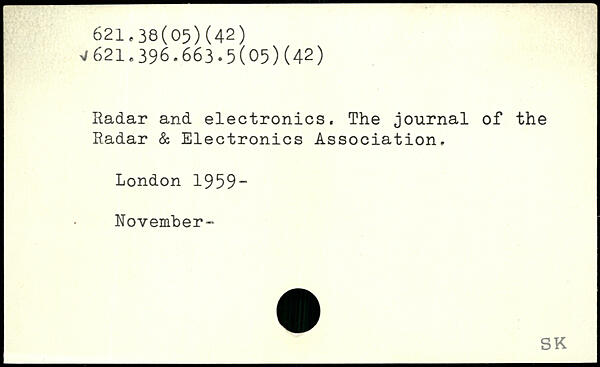 621.38(05)(42)
√621.396.663.5(05)(42)
Radar and electronics. The journal of the
Radar & Electronics Association.
London 1959-
November-
SK